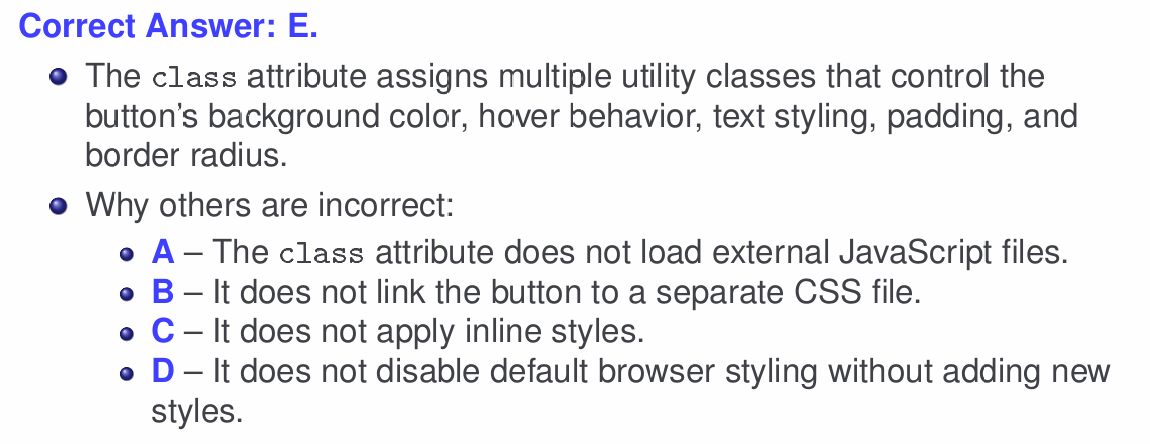 Correct Answer: E.
The class attribute assigns multiple utility classes that control the
button's background color, hover behavior, text styling, padding, and
border radius.
Why others are incorrect:
A – The class attribute does not load external JavaScript files.
B – It does not link the button to a separate CSS file.
C – It does not apply inline styles.
D – It does not disable default browser styling without adding new
styles.